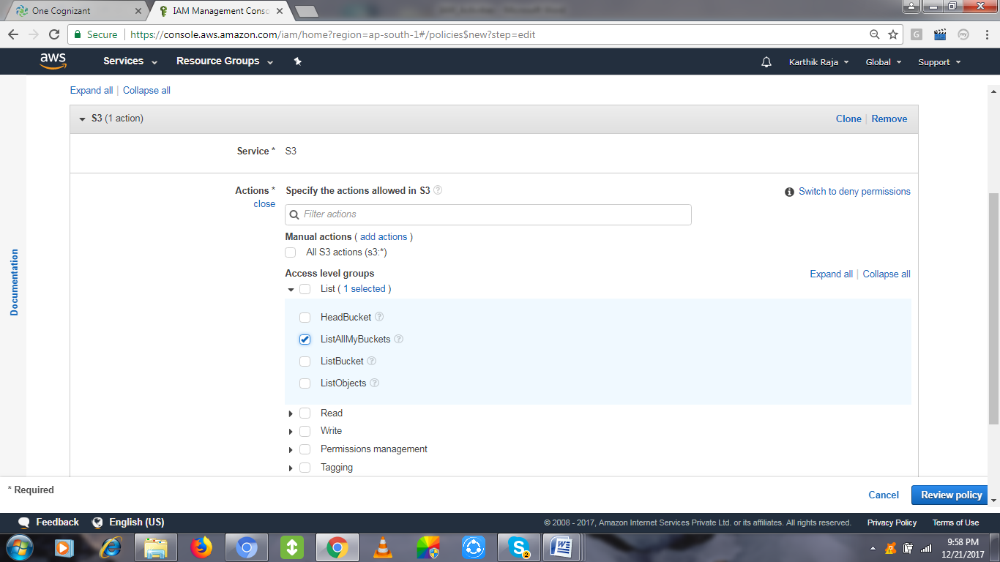 One Cognizant
IAM Management Conso
Secure
https://console.aws.amazon.com/iam/home?region=ap-south-1#/policies$new?step=edit
G
aws
Services
Resource Groups
Karthik Raja
Global
Support
Expand all | Collapse all
S3 (1 action)
Clone | Remove
Service * S3
Actions * Specify the actions allowed in S3 ?
Switch to deny permissions
close
Filter actions
Manual actions ( add actions )
All S3 actions (s3:*)
Access level groups
Expand all | Collapse all
List ( 1 selected )
HeadBucket ?
ListAllMyBuckets ?
ListBucket ?
ListObjects ?
Read
Write
Permissions management
Tagging
Documentation
* Required
Cancel
Review policy
Feedback
English (US)
© 2008 - 2017, Amazon Internet Services Private Ltd. or its affiliates. All rights reserved.
Privacy Policy
Terms of Use
2
9:58 PM
12/21/2017